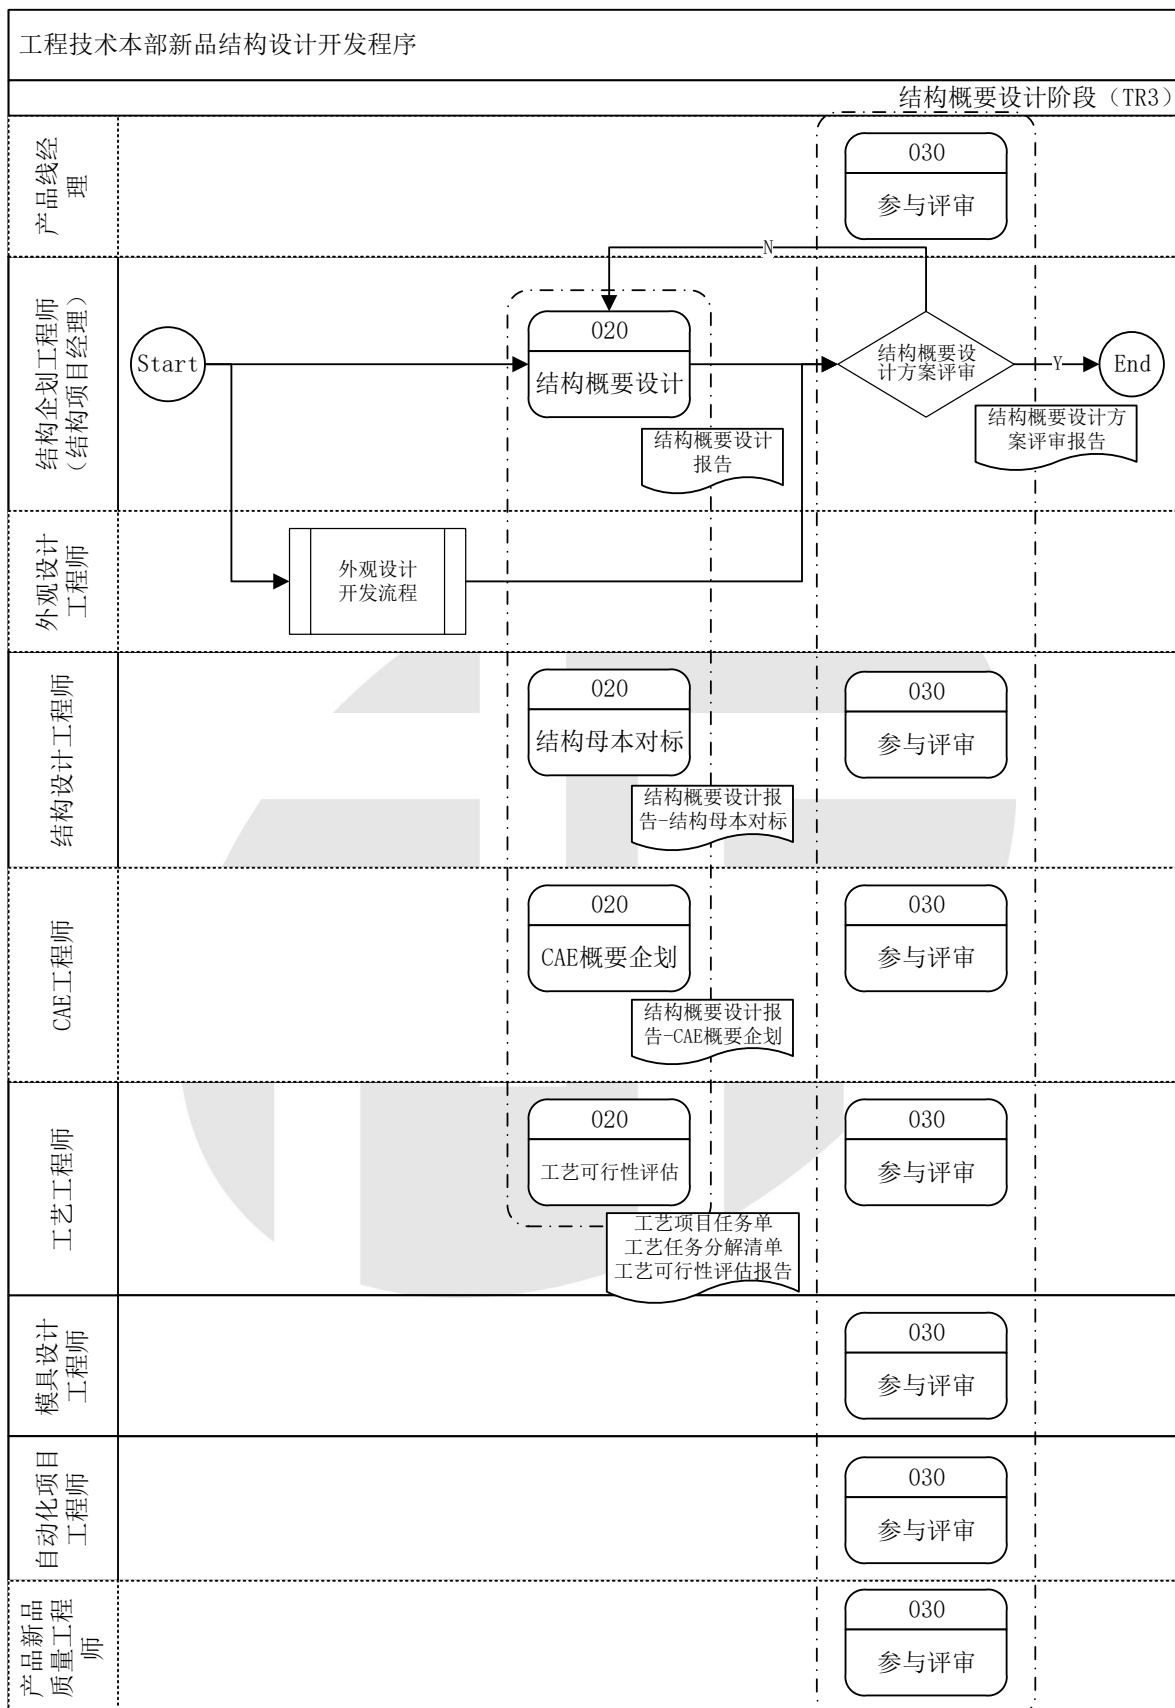 工程技术本部新品结构设计开发程序
结构概要设计阶段（TR3）
产品线经
理
030
参与评审
N
结构企划工程师
（结构项目经理）
Start
020
结构概要设计
结构概要设
计方案评审
Y
End
结构概要设计
报告
结构概要设计方
案评审报告
外观设计
工程师
外观设计
开发流程
结构设计工程师
020
结构母本对标
030
参与评审
结构概要设计报
告-结构母本对标
CAE工程师
020
CAE概要企划
030
参与评审
结构概要设计报
告-CAE概要企划
工艺工程师
020
工艺可行性评估
030
参与评审
工艺项目任务单
工艺任务分解清单
工艺可行性评估报告
模具设计
工程师
030
参与评审
自动化项目
工程师
030
参与评审
产品新品
质量工程
师
030
参与评审